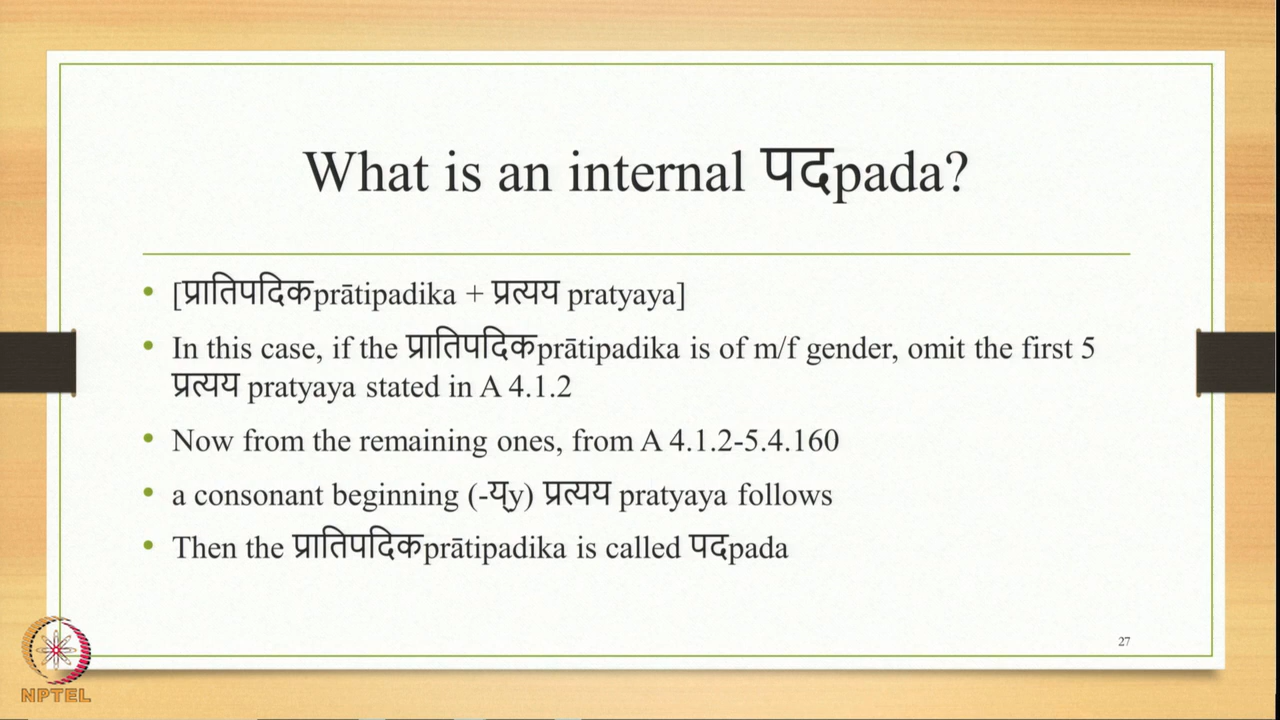 What is an internal पदpada?
• [प्रातिपदिकprātipadika + प्रत्यय pratyaya]
• In this case, if the प्रातिपदिकprātipadika is of m/f gender, omit the first 5
प्रत्यय pratyaya stated in A 4.1.2
• Now from the remaining ones, from A 4.1.2-5.4.160
• a consonant beginning (-य्y) प्रत्यय pratyaya follows
• Then the प्रातिपदिकprātipadika is called पदpada
27
NPTEL